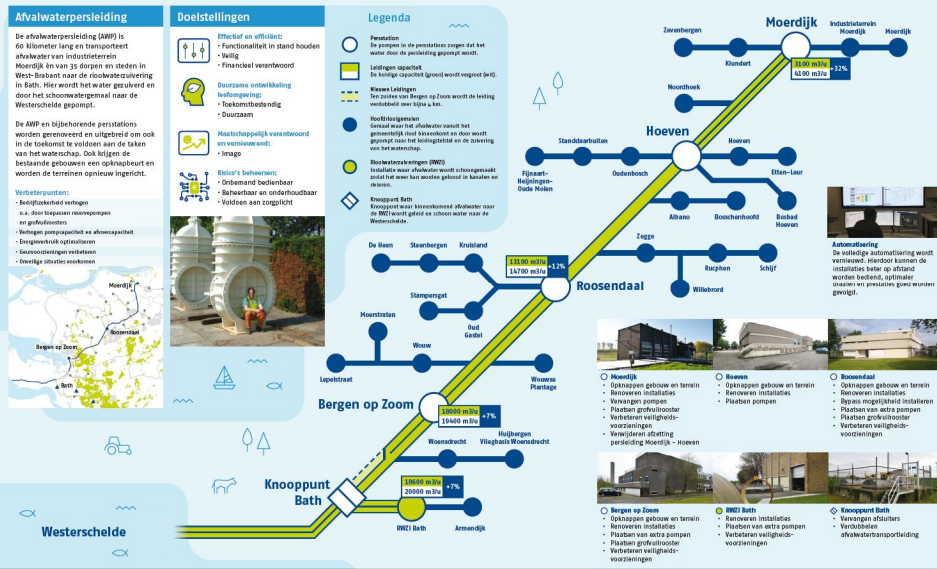 Afvalwaterpersleiding
De afvalwaterpersleiding (AWP) is
60 kilometer lang en transporteert
afvalwater van industrieterrein
Moerdijk èn van 35 dorpen en steden in
West-Brabant naar de rioolwaterzuivering
in Bath. Hier wordt het water gezuiverd en
door het schoonwatergemaal naar de
Westerschelde gepompt.
De AWP en bijbehorende perstations
worden gerenoveerd en uitgebreid om ook
in de toekomst te voldoen aan de taken
van het waterschap. Ook krijgen de
bestaande gebouwen een opknapbeurt en
worden de terreinen opnieuw ingericht.
Verbeterpunten:
• Bedrijfszekerheid verhogen
o.a. door toepassen reservepompen
en grofvuilroosters
• Verhogen pompcapaciteit en afvoercapaciteit
• Energieverbruik optimaliseren
• Geurvoorzieningen verbeteren
• Onveilige situaties voorkomen
Moerdijk
Roosendaal
Bergen op Zoom
Bath
Doelstellingen
Effectief en efficiënt:
• Functionaliteit in stand houden
• Veilig
• Financieel verantwoord
Duurzame ontwikkeling
leefomgeving:
• Toekomstbestendig
• Duurzaam
Maatschappelijk verantwoord
en vernieuwend:
• Imago
Risico's beheersen:
• Onbemand bedienbaar
• Beheerbaar en onderhoudbaar
• Voldoen aan zorgplicht
Legenda
Perstation
De pompen in de perstations zorgen dat het
water door de persleiding gepompt wordt.
Leidingen capaciteit
De huidige capaciteit (groen) wordt vergroot (wit).
Nieuwe Leidingen
Ten zuiden van Bergen op Zoom wordt de leiding
verdubbeld over bijna 4 km.
Hoofdrioolgemalen
Gemaal waar het afvalwater vanuit het
gemeentelijk riool binnenkomt en door wordt
gepompt naar het leidingstelsel en de zuivering
van het waterschap.
Rioolwaterzuiveringen (RWZI)
Installatie waar afvalwater wordt schoongemaakt
zodat het weer kan worden geloosd in kanalen en
rivieren.
Knooppunt Bath
Knooppunt waar binnenkomend afvalwater naar
de RWZI wordt geleid en schoon water naar de
Westerschelde.
Moerdijk
Zevenbergen
Klundert
Industrieterrein
Moerdijk
Moerdijk
3100 m3/u
4100 m3/u
+32%
Noordhoek
Hoeven
Standdaarbuiten
Fijnaart-
Heijningen-
Oude Molen
Oudenbosch
Hoeven
Etten-Leur
Albano
Bosschenhoofd
Bosbad
Hoeven
Zegge
Rucphen
Schijf
Willebrord
De Heen
Steenbergen
Kruisland
13100 m3/u
14700 m3/u
+12%
Roosendaal
Stampersgat
Oud
Gastel
Moerstraten
Wouw
Lepelstraat
Wouwse
Plantage
Bergen op Zoom
18000 m3/u
19400 m3/u
+7%
Woensdrecht
Huijbergen
Vliegbasis Woensdrecht
Knooppunt
Bath
18600 m3/u
20000 m3/u
+7%
RWZI Bath
Armendijk
Westerschelde
Automatisering
De volledige automatisering wordt
vernieuwd. Hierdoor kunnen de
installaties beter op afstand
worden bediend, optimaler
draaien en prestaties goed worden
gevolgd.
Moerdijk
• Opknappen gebouw en terrein
• Renoveren installaties
• Vervangen pompen
• Plaatsen grofvuilrooster
• Verbeteren veiligheids-
voorzieningen
• Verwijderen afzetting
persleiding Moerdijk - Hoeven
Hoeven
• Opknappen gebouw en terrein
• Renoveren installaties
• Plaatsen pompen
Roosendaal
• Opknappen gebouw en terrein
• Renoveren installaties
• Bypass mogelijkheid installeren
• Plaatsen van extra pompen
• Plaatsen grofvuilrooster
• Verbeteren veiligheids-
voorzieningen
Bergen op Zoom
• Opknappen gebouw en terrein
• Renoveren installaties
• Plaatsen van extra pompen
• Plaatsen grofvuilrooster
• Verbeteren veiligheids-
voorzieningen
RWZI Bath
• Renoveren installaties
• Plaatsen van extra pompen
• Verbeteren veiligheids-
voorzieningen
Knooppunt Bath
• Vervangen afsluiters
• Verdubbelen
afvalwatertransportleiding